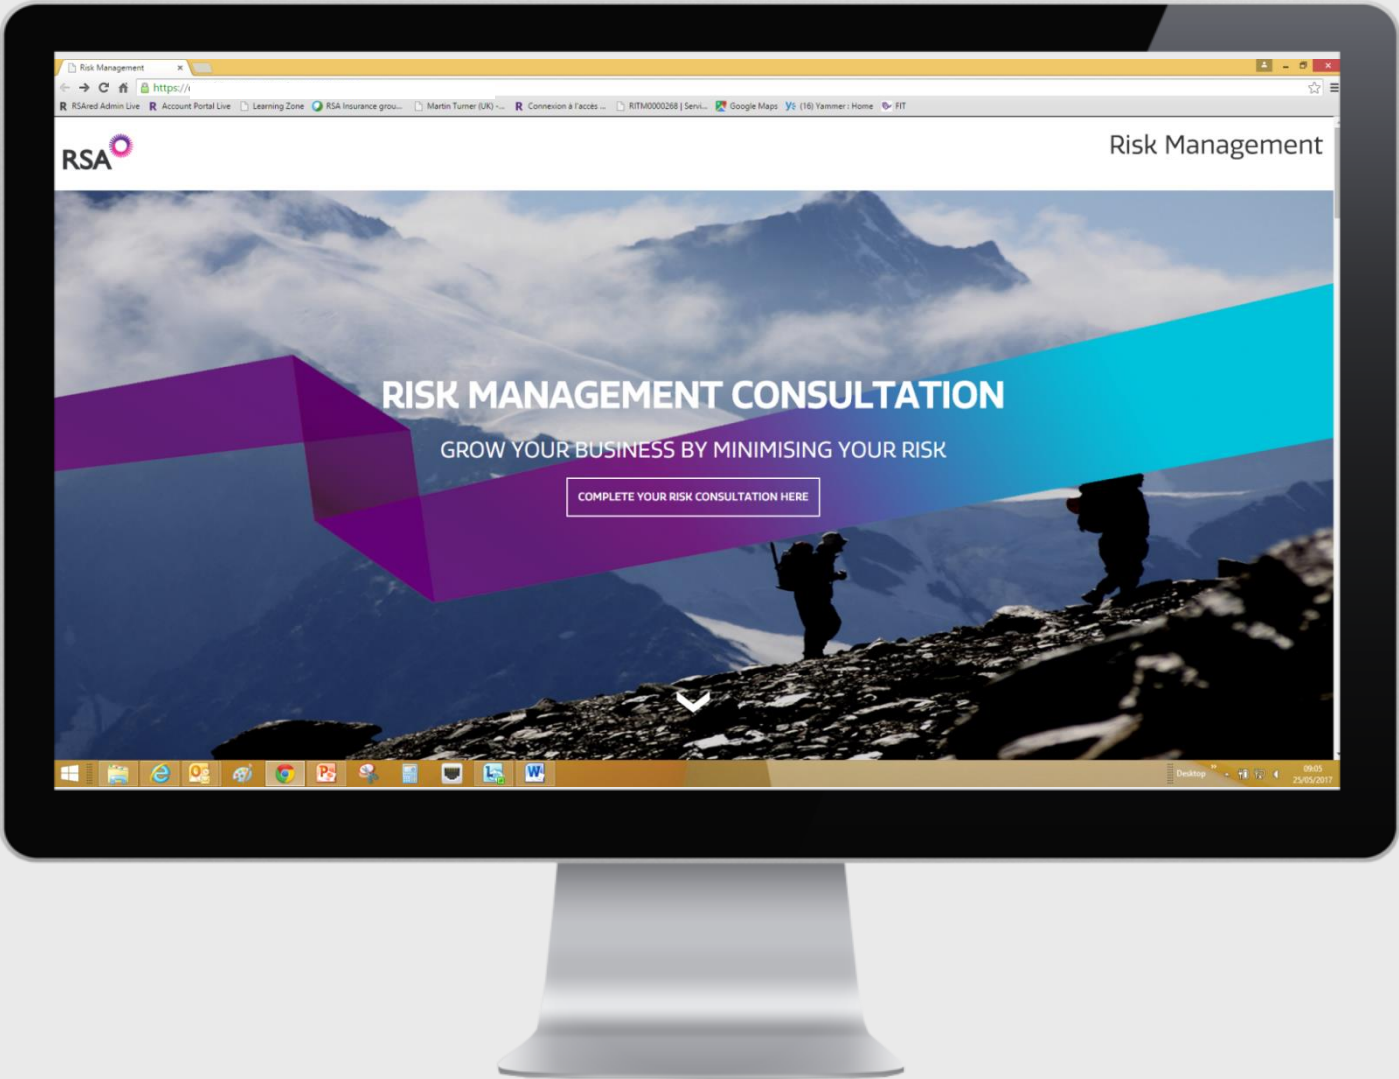 Risk Management
https://
RSAred Admin Live Account Portal Live Learning Zone RSA Insurance grou... Martin Turner (UK) -... Connexion à l'accès ... RITM0000268 | Servi... Google Maps (16) Yammer : Home FIT
RSA
Risk Management
RISK MANAGEMENT CONSULTATION
GROW YOUR BUSINESS BY MINIMISING YOUR RISK
COMPLETE YOUR RISK CONSULTATION HERE
Desktop
09:05
25/05/2017